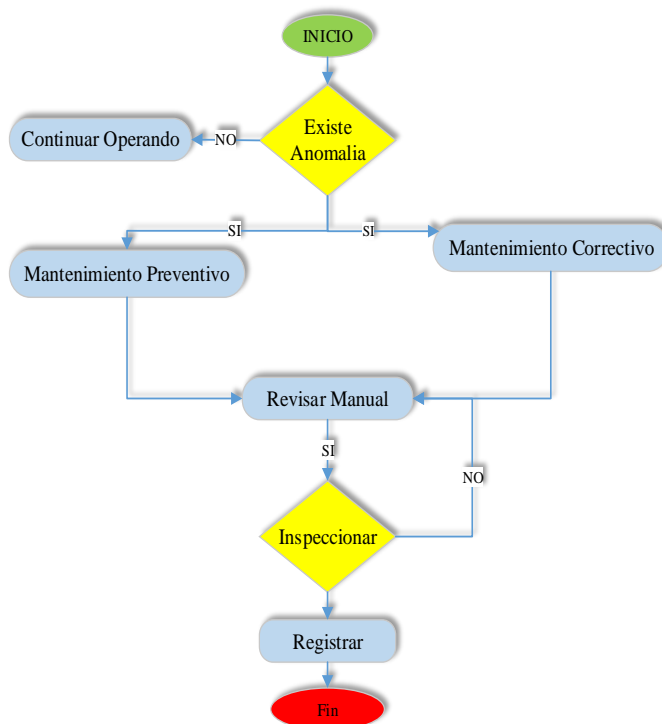 INICIO
Existe
Anomalia
NO
Continuar Operando
SI
SI
Mantenimiento Preventivo
Mantenimiento Correctivo
Revisar Manual
SI
NO
Inspeccionar
Registrar
Fin